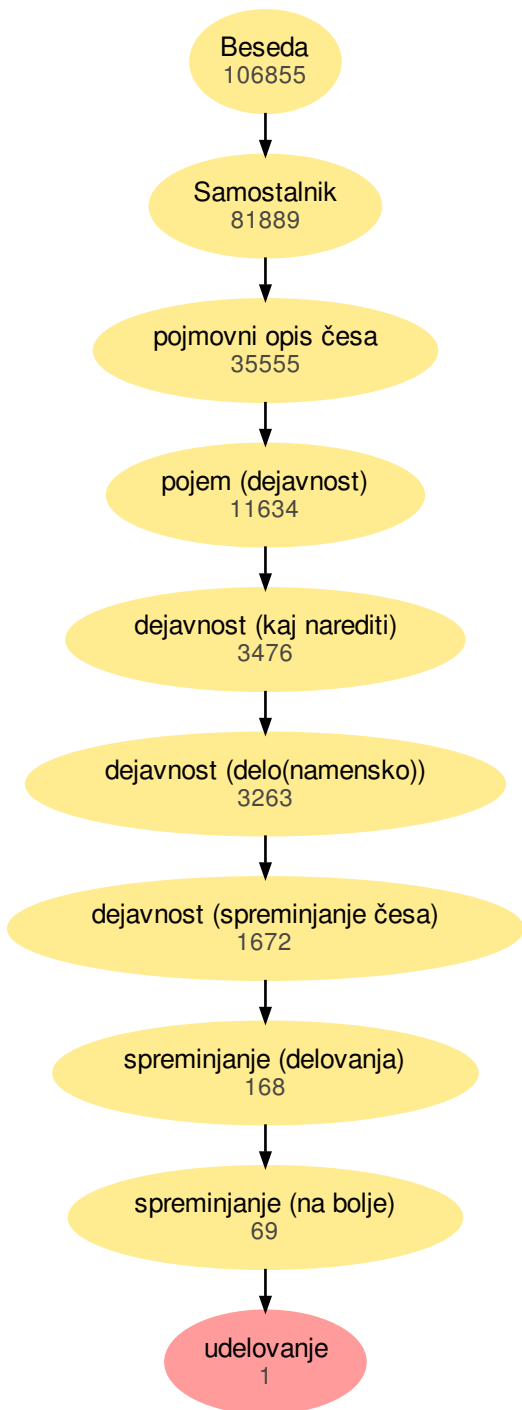 Beseda
106855
Samostalnik
81889
pojmovni opis česa
35555
pojem (dejavnost)
11634
dejavnost (kaj narediti)
3476
dejavnost (delo(namensko))
3263
dejavnost (spreminjanje česa)
1672
spreminjanje (delovanja)
168
spreminjanje (na bolje)
69
udelovanje
1